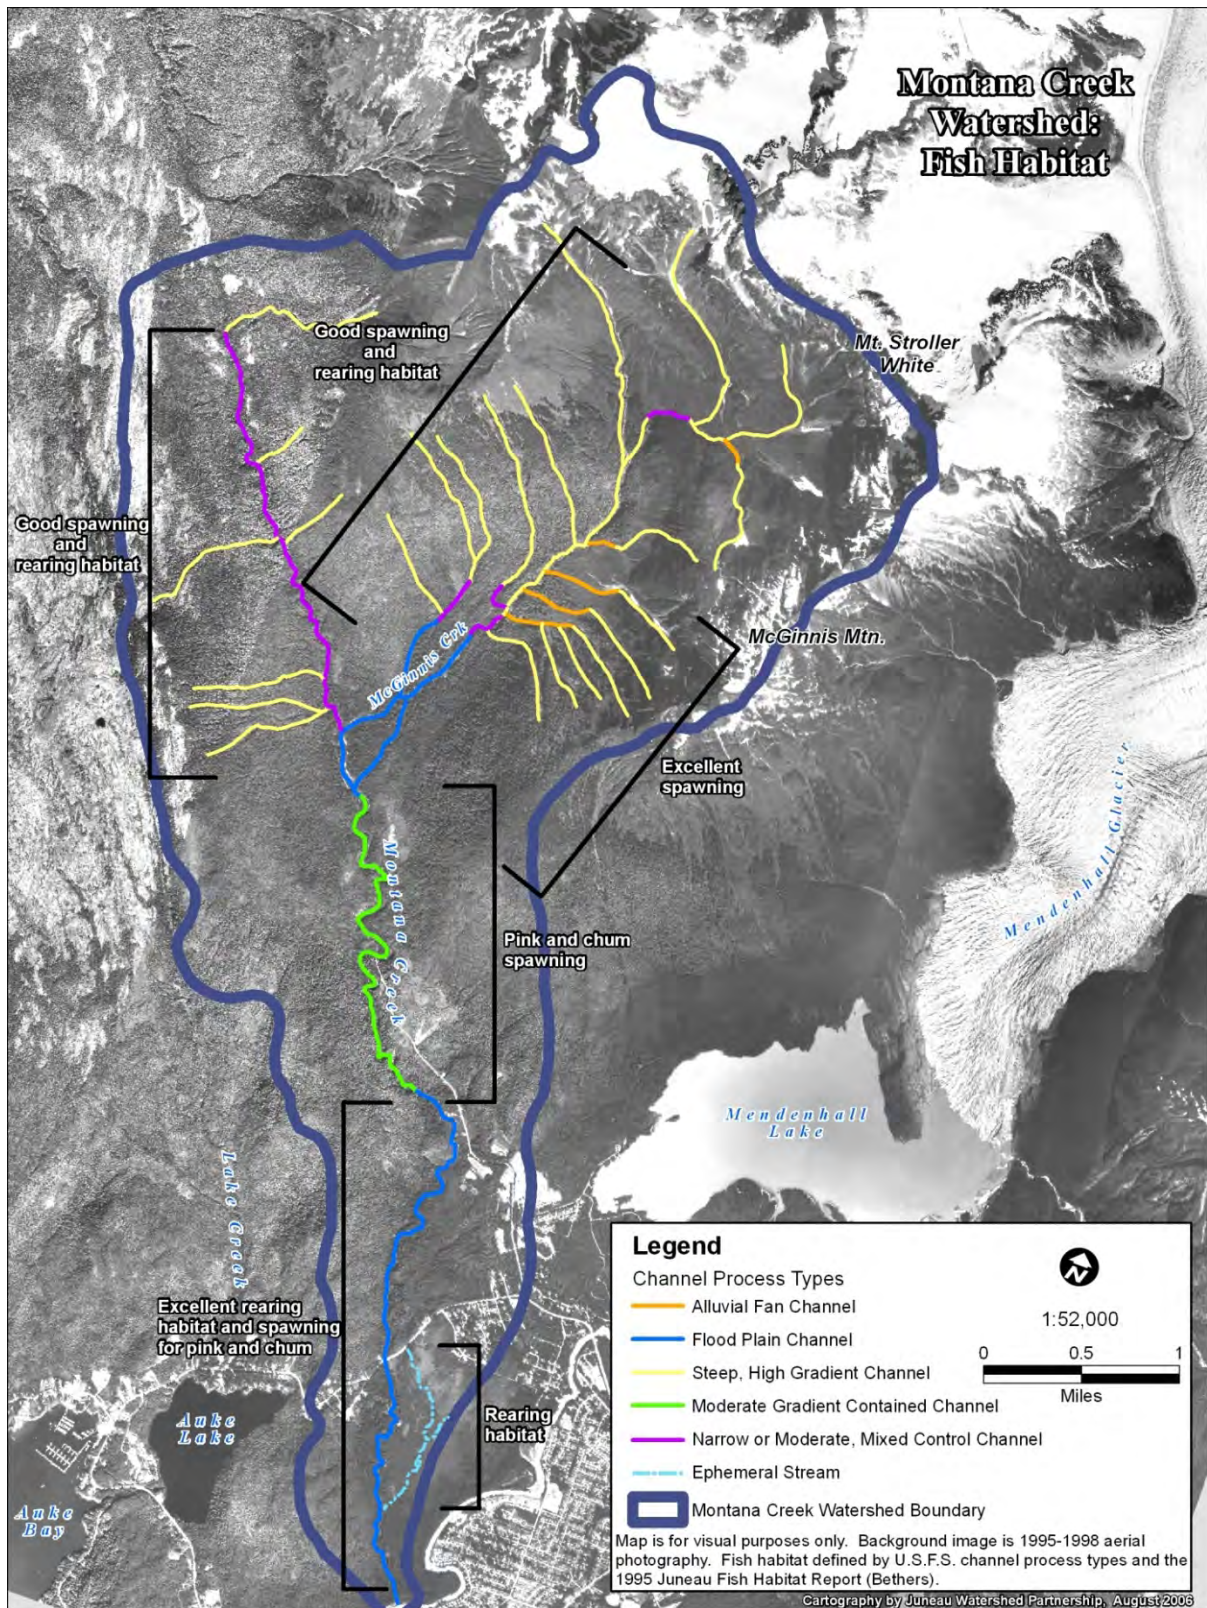 Montana Creek
Watershed:
Fish Habitat
Mt. Stroller
White
Good spawning
and
rearing habitat
Good spawning
and
rearing habitat
McGinnis Crk
McGinnis Mtn.
Excellent
spawning
Mendenhall Glacier
Montana Creek
Pink and chum
spawning
Mendenhall
Lake
Lake Creek
Excellent rearing
habitat and spawning
for pink and chum
Auke
Lake
Auke
Bay
Rearing
habitat
Legend
Channel Process Types
Alluvial Fan Channel
Flood Plain Channel
Steep, High Gradient Channel
Moderate Gradient Contained Channel
Narrow or Moderate, Mixed Control Channel
Ephemeral Stream
Montana Creek Watershed Boundary
N
1:52,000
0 0.5 1
Miles
Map is for visual purposes only. Background image is 1995-1998 aerial
photography. Fish habitat defined by U.S.F.S. channel process types and the
1995 Juneau Fish Habitat Report (Bethers).
Cartography by Juneau Watershed Partnership, August 2006